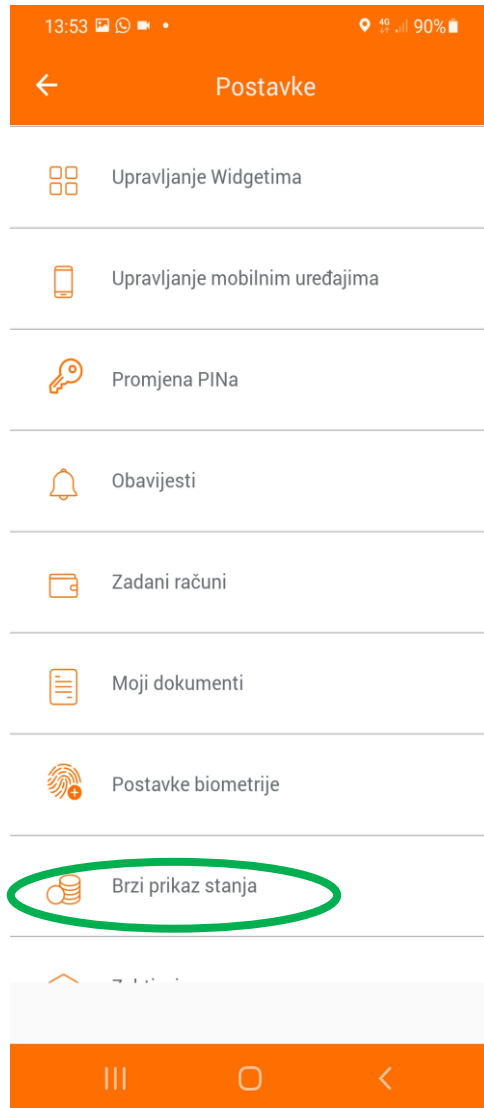 13:53 4G 90%
Postavke
Upravljanje Widgetima
Upravljanje mobilnim uređajima
Promjena PINa
Obavijesti
Zadani računi
Moji dokumenti
Postavke biometrije
Brzi prikaz stanja